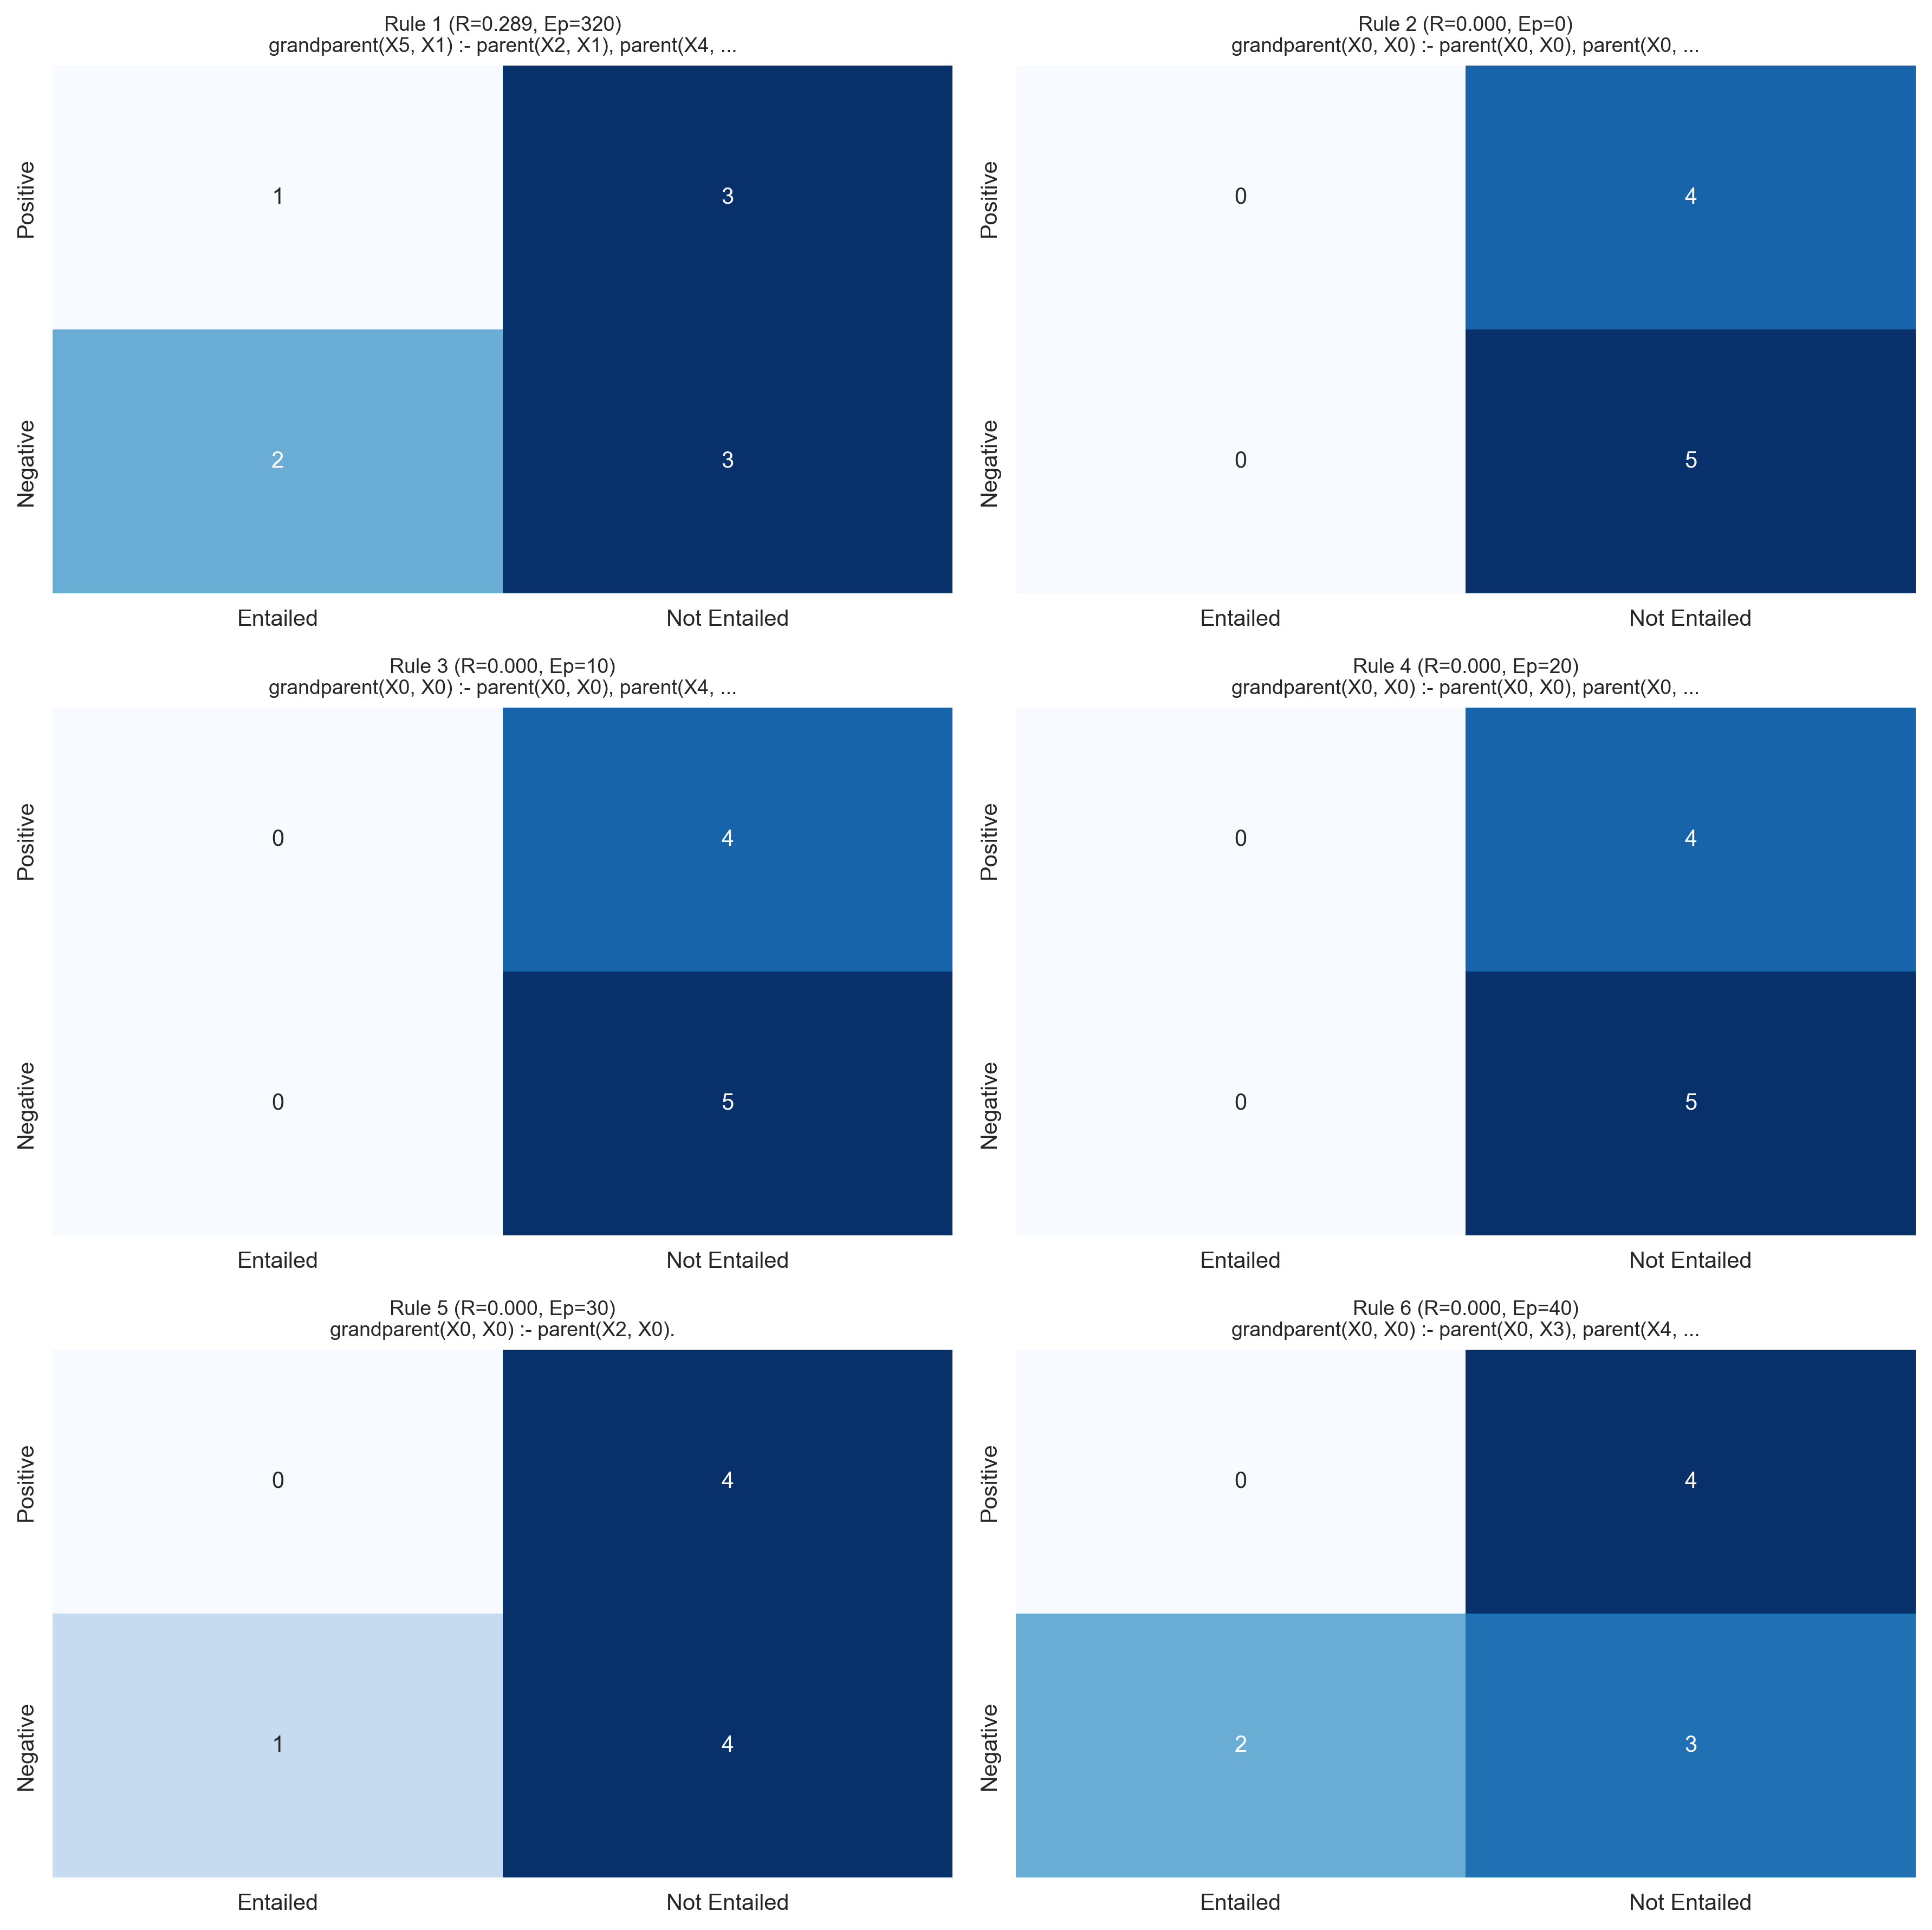 Rule 1 (R=0.289, Ep=320)
grandparent(X5, X1) :- parent(X2, X1), parent(X4, ...
Positive
1
3
Negative
2
3
Entailed
Not Entailed
Rule 2 (R=0.000, Ep=0)
grandparent(X0, X0) :- parent(X0, X0), parent(X0, ...
Positive
0
4
Negative
0
5
Entailed
Not Entailed
Rule 3 (R=0.000, Ep=10)
grandparent(X0, X0) :- parent(X0, X0), parent(X4, ...
Positive
0
4
Negative
0
5
Entailed
Not Entailed
Rule 4 (R=0.000, Ep=20)
grandparent(X0, X0) :- parent(X0, X0), parent(X0, ...
Positive
0
4
Negative
0
5
Entailed
Not Entailed
Rule 5 (R=0.000, Ep=30)
grandparent(X0, X0) :- parent(X2, X0).
Positive
0
4
Negative
1
4
Entailed
Not Entailed
Rule 6 (R=0.000, Ep=40)
grandparent(X0, X0) :- parent(X0, X3), parent(X4, ...
Positive
0
4
Negative
2
3
Entailed
Not Entailed